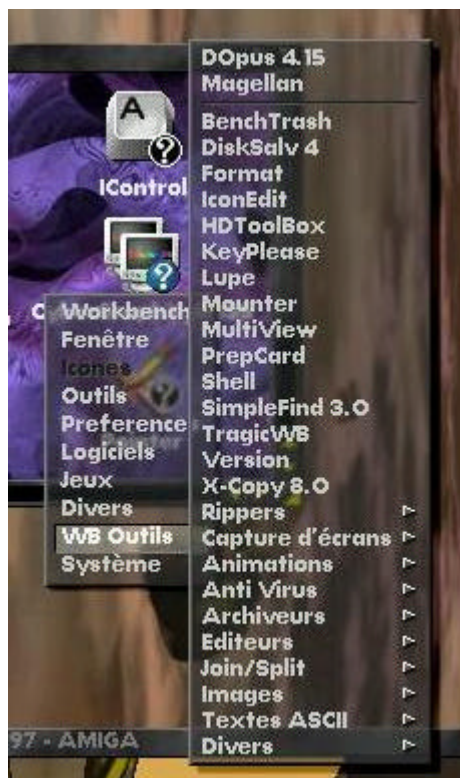 DOpus 4.15
Magellan
BenchTrash
DiskSalv 4
Format
IconEdit
HDToolBox
KeyPlease
Lupe
Mounter
MultiView
PrepCard
Shell
SimpleFind 3.0
TragicWB
Version
X-Copy 8.0
Rippers
Capture d'écrans
Animations
Anti Virus
Archiveurs
Editeurs
Join/Split
Images
Textes ASCII
Divers
A
IControl
Workbench
Fenêtre
Icones
Outils
Preference
Logiciels
Jeux
Divers
WB Outils
Système
97 - AMIGA